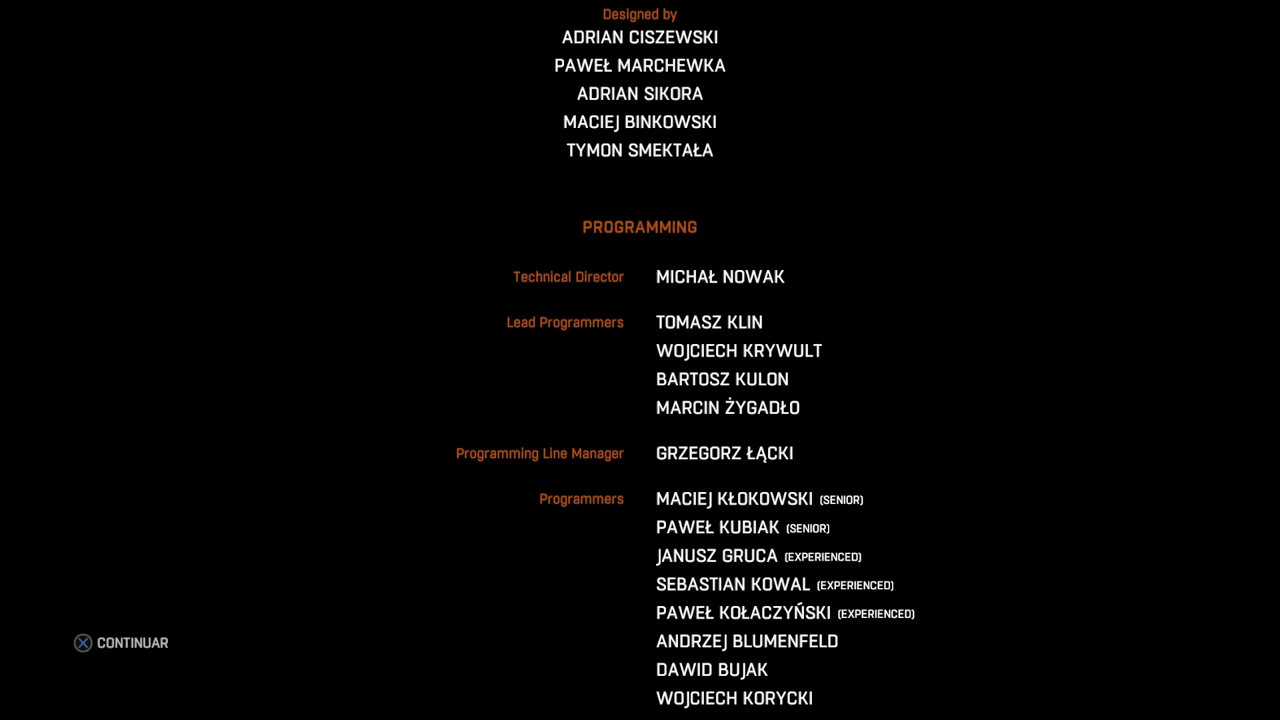 Designed by
ADRIAN CISZEWSKI
PAWEŁ MARCHEWKA
ADRIAN SIKORA
MACIEJ BINKOWSKI
TYMON SMEKTAŁA
PROGRAMMING
Technical Director MICHAŁ NOWAK
Lead Programmers TOMASZ KLIN
WOJCIECH KRYWULT
BARTOSZ KULON
MARCIN ŻYGADŁO
Programming Line Manager GRZEGORZ ŁĄCKI
Programmers MACIEJ KŁOKOWSKI (SENIOR)
PAWEŁ KUBIAK (SENIOR)
JANUSZ GRUCA (EXPERIENCED)
SEBASTIAN KOWAL (EXPERIENCED)
PAWEŁ KOŁACZYŃSKI (EXPERIENCED)
ANDRZEJ BLUMENFELD
CONTINUAR
DAWID BUJAK
WOJCIECH KORYCKI